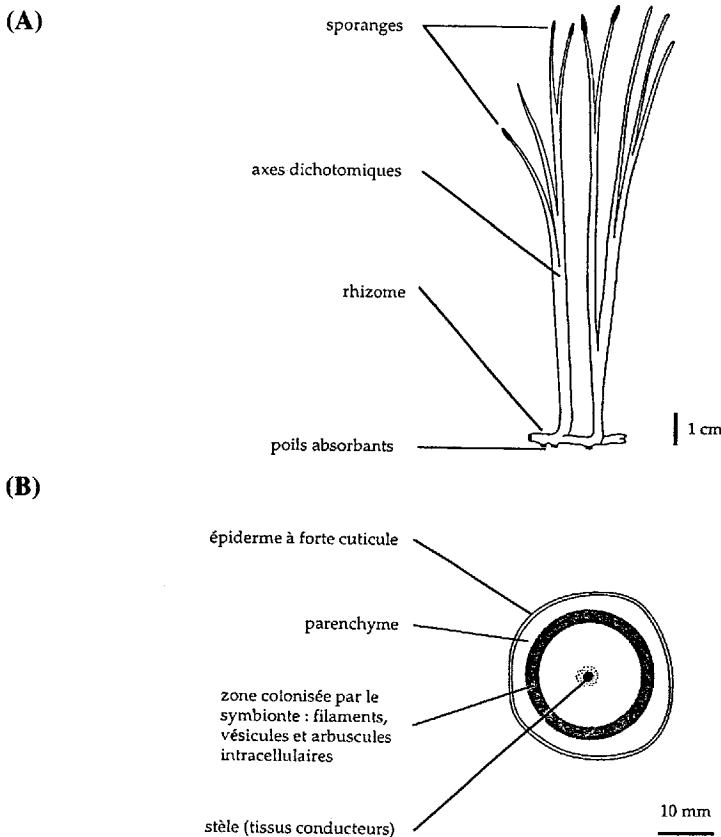 (A)
sporanges
axes dichotomiques
rhizome
poils absorbants
1 cm
(B)
épiderme à forte cuticule
parenchyme
zone colonisée par le
symbionte : filaments,
vésicules et arbuscules
intracellulaires
stèle (tissus conducteurs)
10 mm